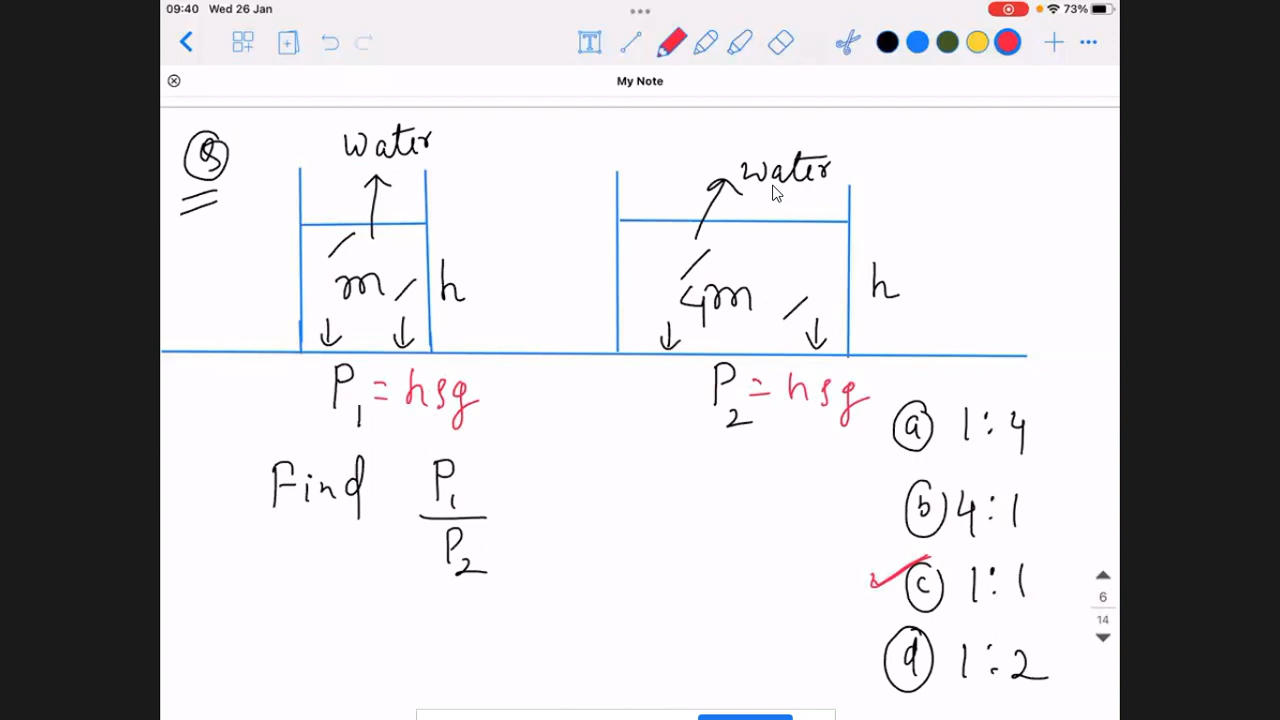 09:40 Wed 26 Jan
73%
My Note
Q
Water
water
m
h
4m
h
P1 = hsg
P2 = hsg
Find P1/P2
a 1:4
b 4:1
c 1:1
d 1:2
6
14